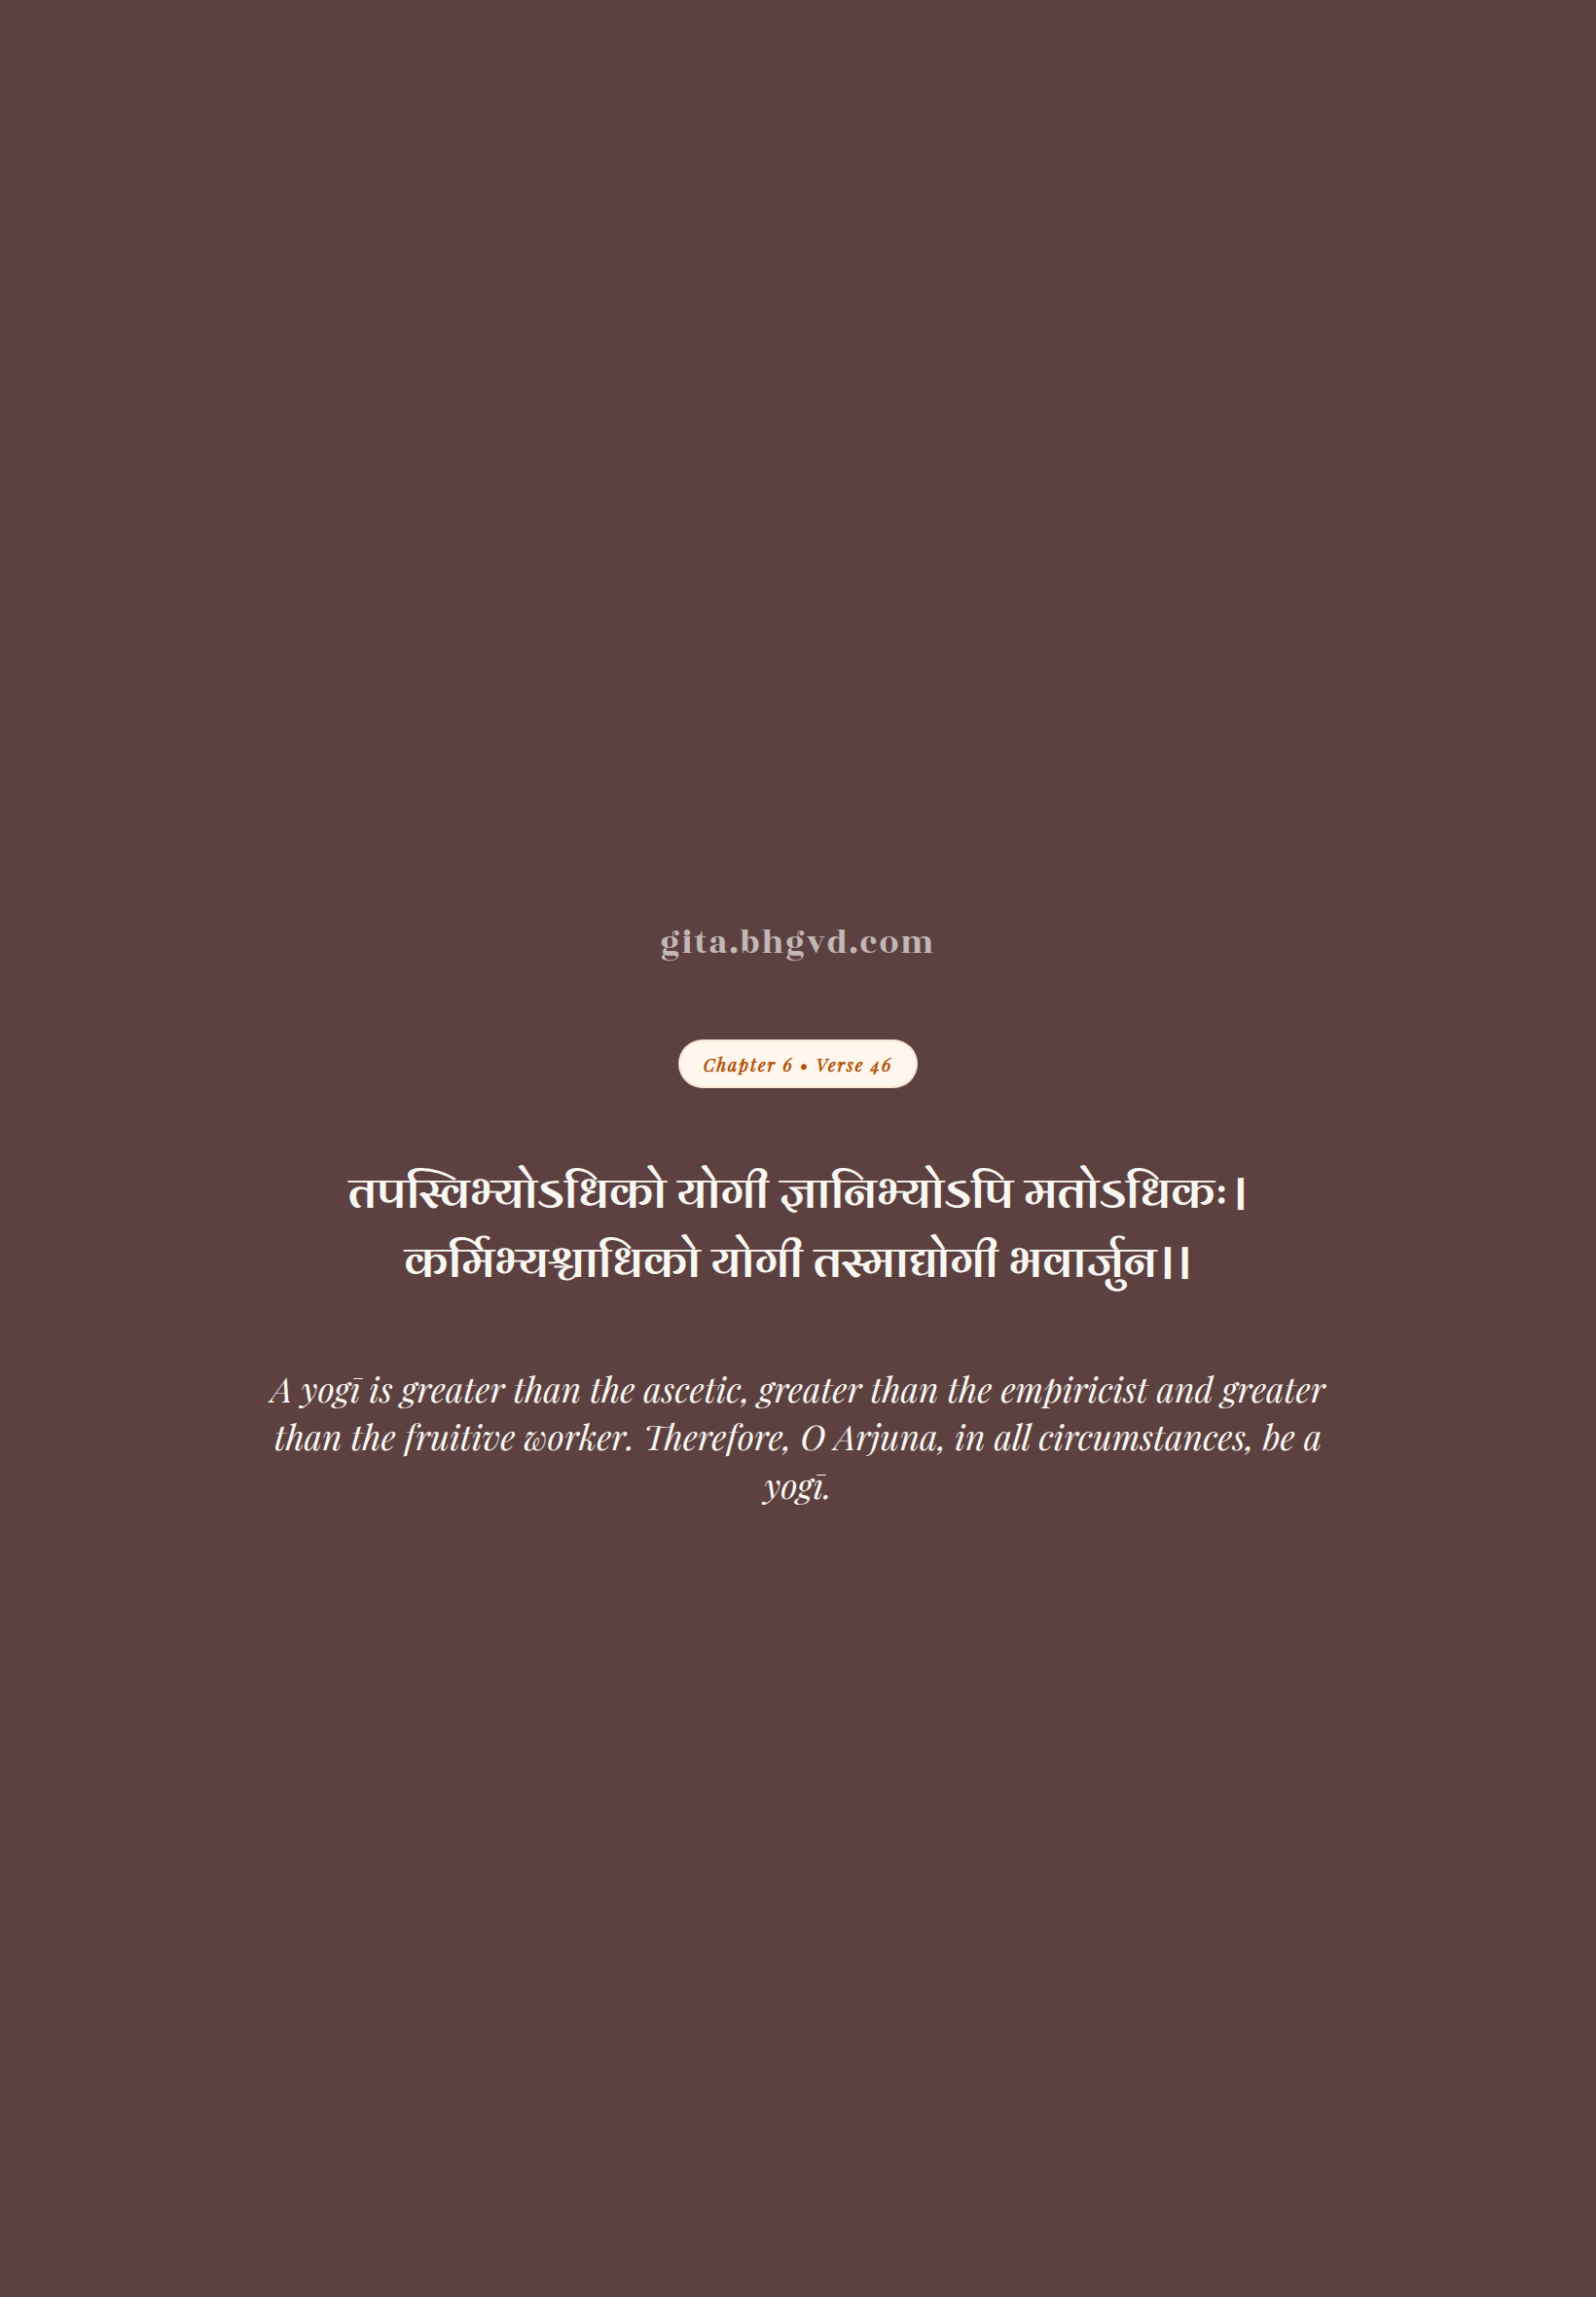 gita.bhgvd.com
Chapter 6 • Verse 46
तपस्विभ्योऽधिको योगी ज्ञानिभ्योऽपि मतोऽधिकः।
कर्मिभ्यश्चाधिको योगी तस्माद्योगी भवार्जुन।।
A yogī is greater than the ascetic, greater than the empiricist and greater
than the fruitive worker. Therefore, O Arjuna, in all circumstances, be a
yogī.